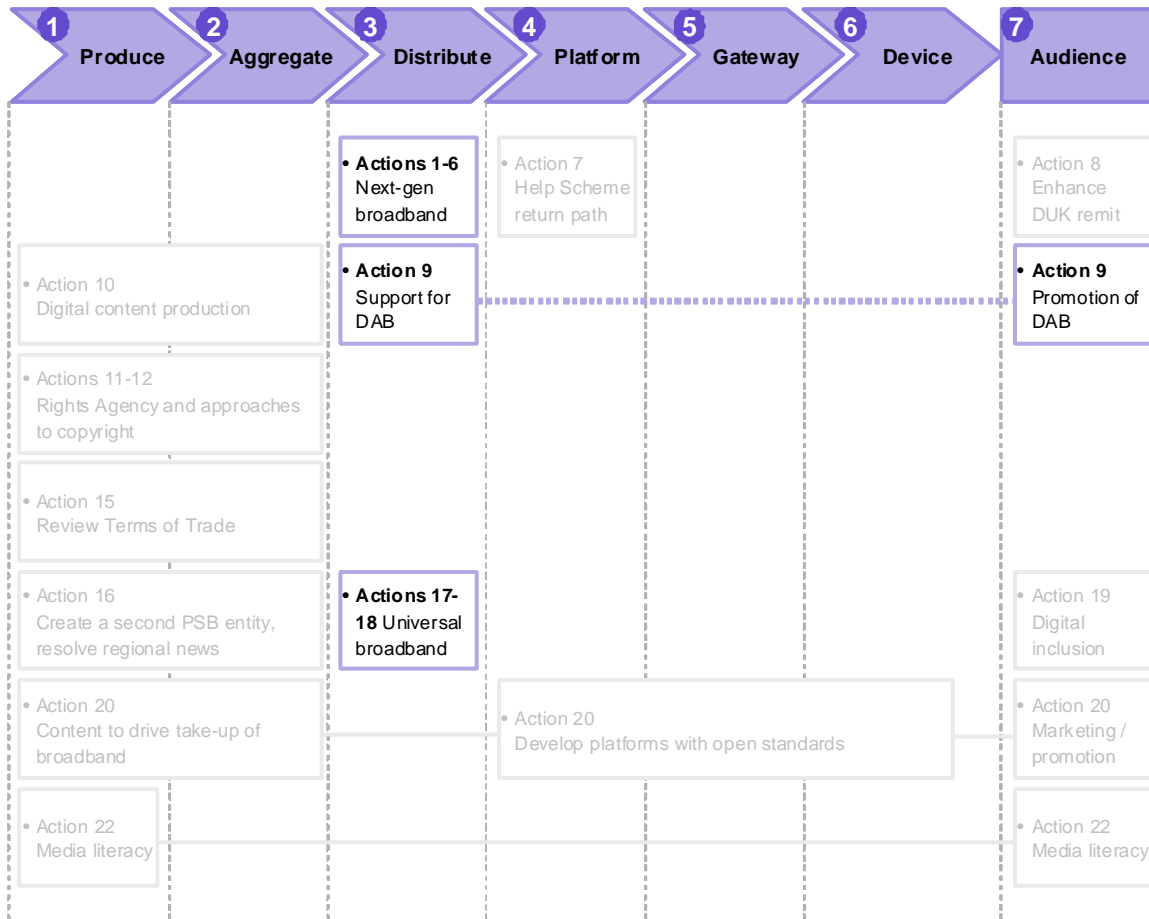 1
Produce
2
Aggregate
3
Distribute
4
Platform
5
Gateway
6
Device
7
Audience
• Actions 1-6
Next-gen
broadband
• Action 7
Help Scheme
return path
• Action 8
Enhance
DUK remit
• Action 10
Digital content production
• Action 9
Support for
DAB
• Action 9
Promotion of
DAB
• Actions 11-12
Rights Agency and approaches
to copyright
• Action 15
Review Terms of Trade
• Action 16
Create a second PSB entity,
resolve regional news
• Actions 17-
18 Universal
broadband
• Action 19
Digital
inclusion
• Action 20
Content to drive take-up of
broadband
• Action 20
Develop platforms with open standards
• Action 20
Marketing /
promotion
• Action 22
Media literacy
• Action 22
Media literacy